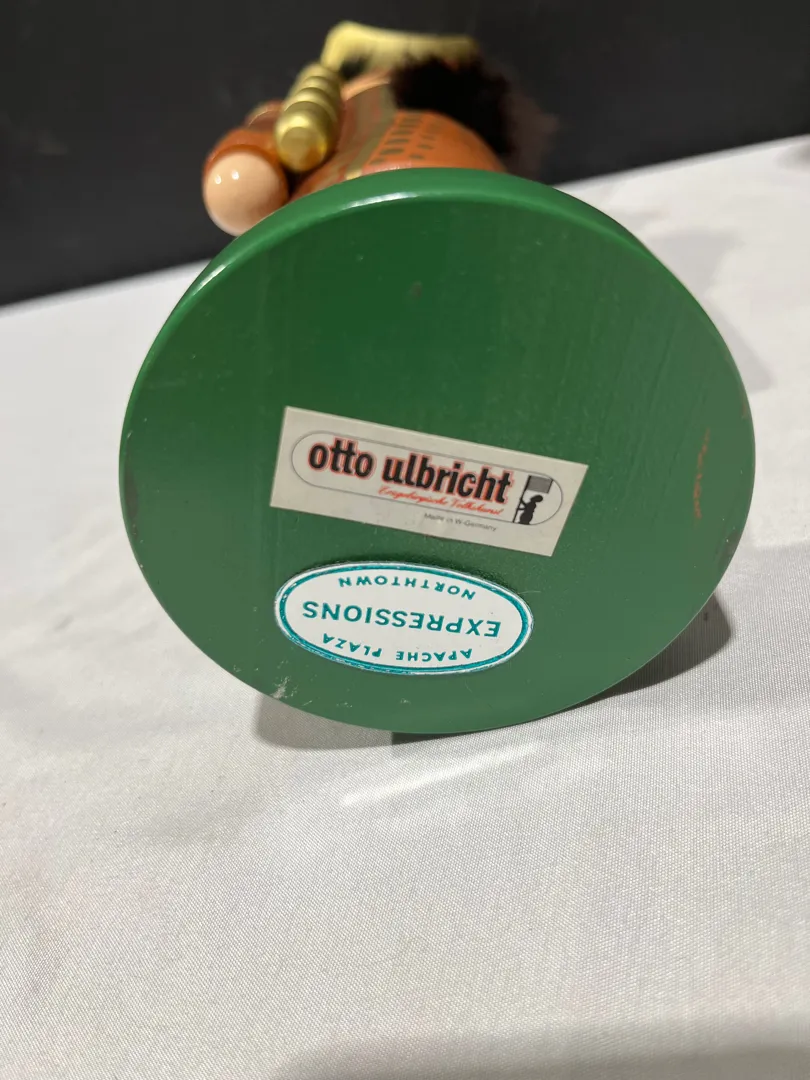 otto ulbricht
Erzgebirgische Volkskunst
Made in W-Germany
APACHE PLAZA
EXPRESSIONS
NORTHTOWN